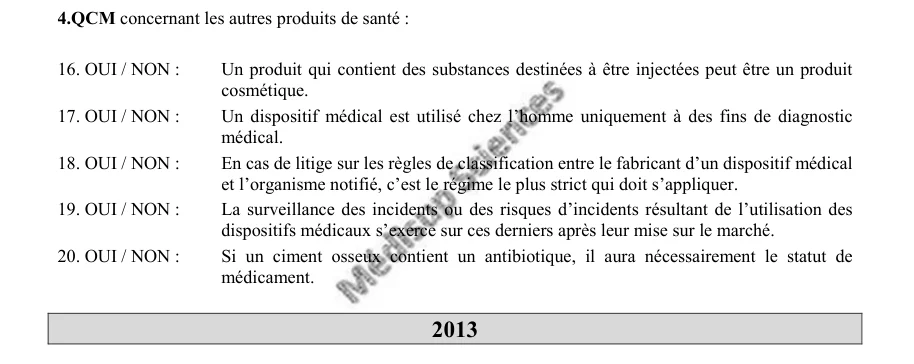 4.QCM concernant les autres produits de santé :
16. OUI / NON : Un produit qui contient des substances destinées à être injectées peut être un produit
cosmétique.
17. OUI / NON : Un dispositif médical est utilisé chez l'homme uniquement à des fins de diagnostic
médical.
18. OUI / NON : En cas de litige sur les règles de classification entre le fabricant d'un dispositif médical
et l'organisme notifié, c'est le régime le plus strict qui doit s'appliquer.
19. OUI / NON : La surveillance des incidents ou des risques d'incidents résultant de l'utilisation des
dispositifs médicaux s'exerce sur ces derniers après leur mise sur le marché.
20. OUI / NON : Si un ciment osseux contient un antibiotique, il aura nécessairement le statut de
médicament.
Médisup Sciences
2013